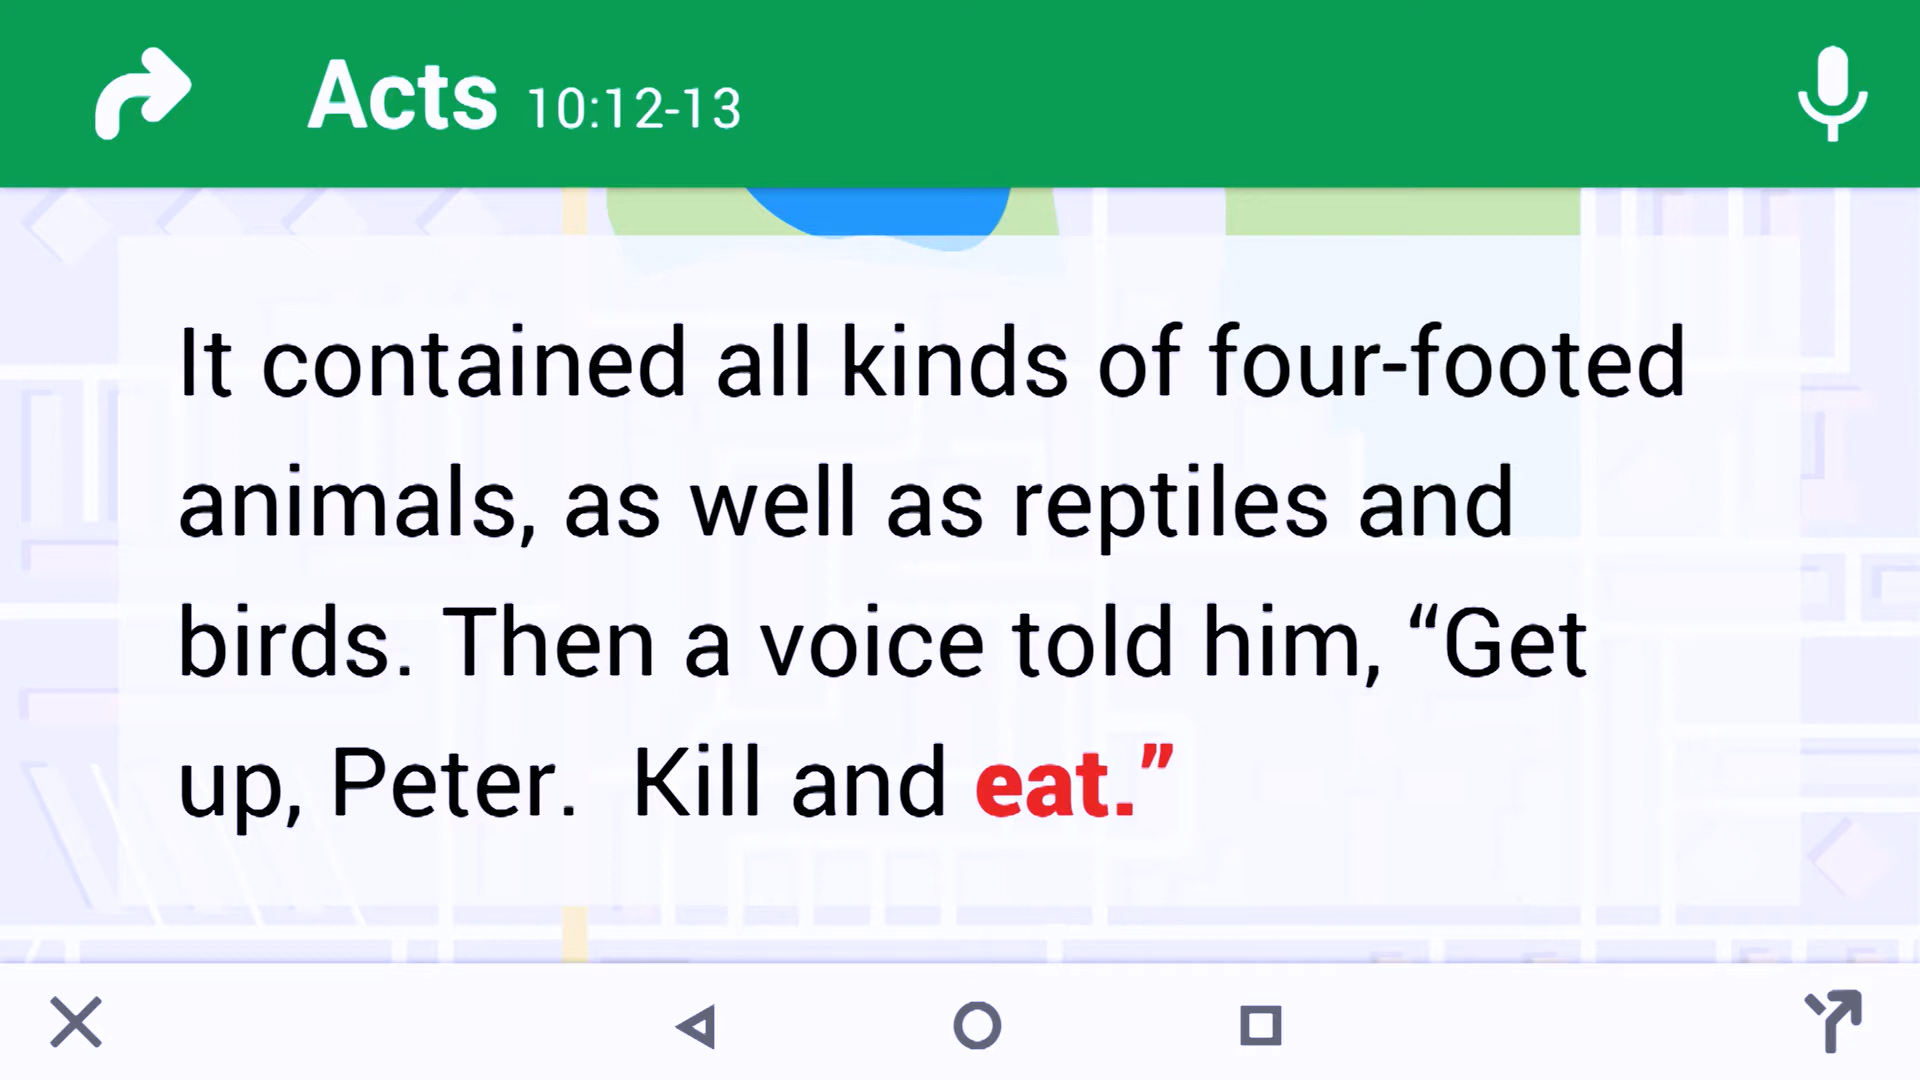 Acts 10:12-13
It contained all kinds of four-footed
animals, as well as reptiles and
birds. Then a voice told him, “Get
up, Peter.  Kill and eat.”